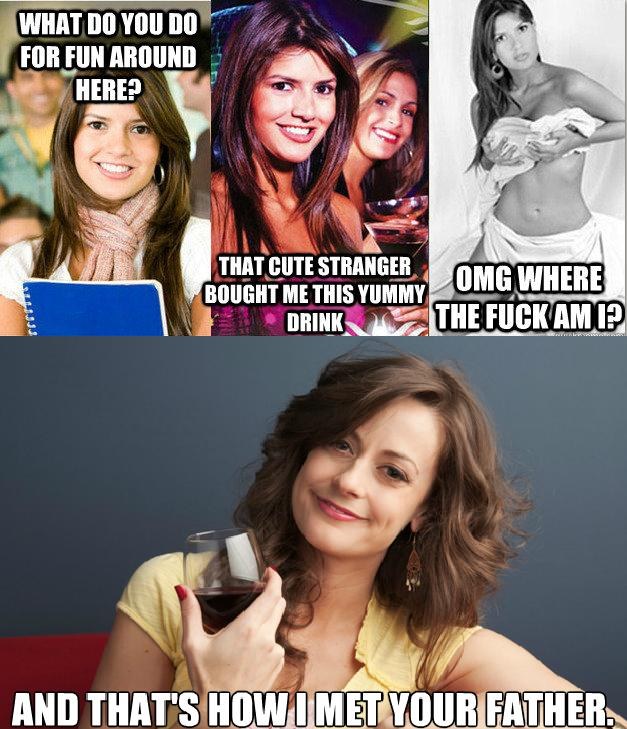 WHAT DO YOU DO
FOR FUN AROUND
HERE?
THAT CUTE STRANGER
BOUGHT ME THIS YUMMY
DRINK
OMG WHERE
THE FUCK AM I?
AND THAT'S HOW I MET YOUR FATHER.